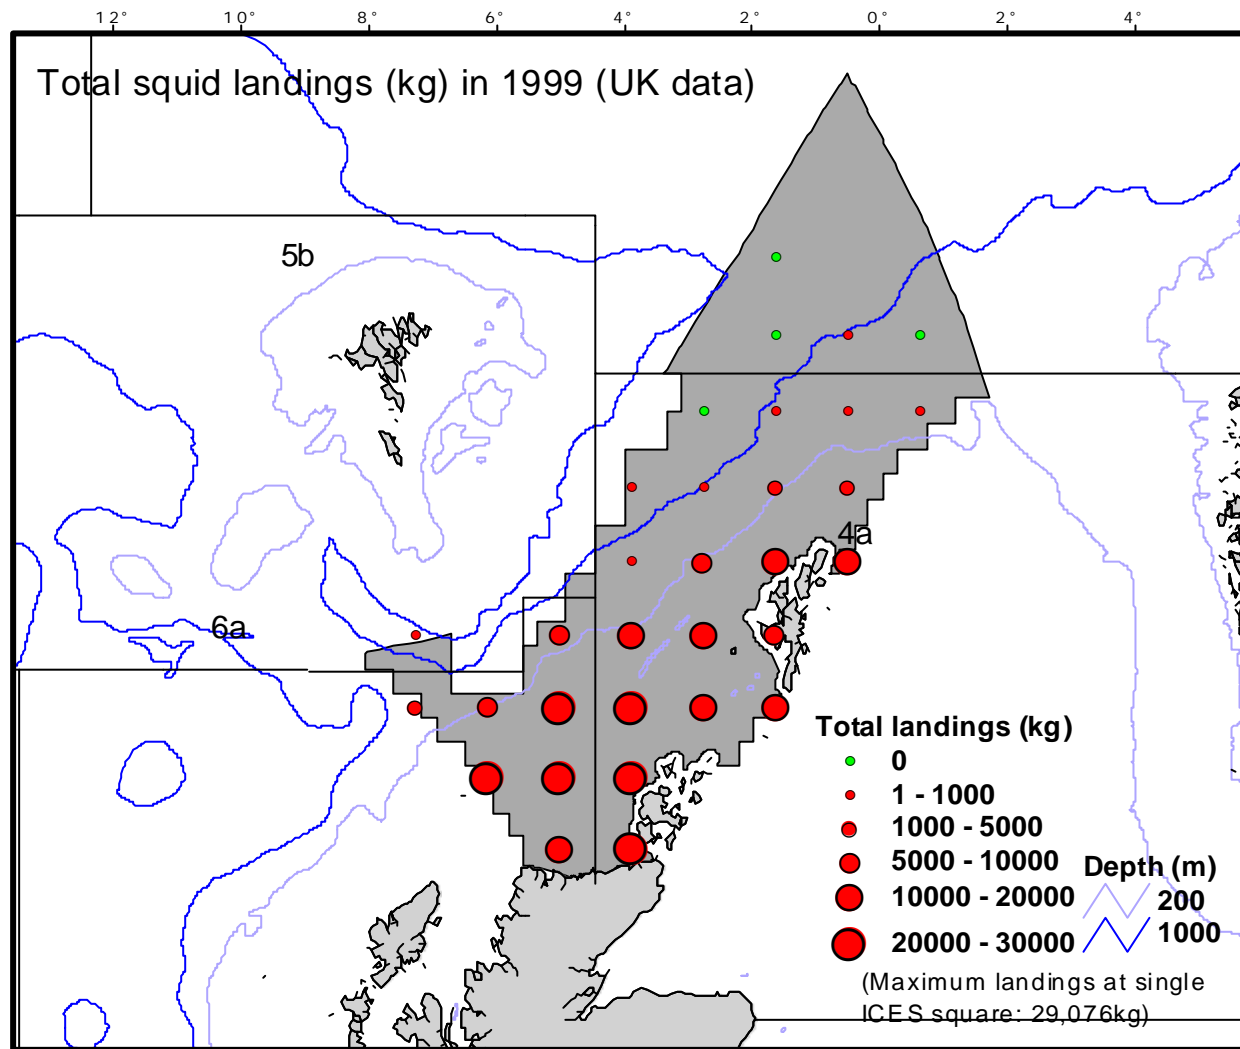 12° 10° 8° 6° 4° 2° 0° 2° 4°
Total squid landings (kg) in 1999 (UK data)
5b
4a
6a
Total landings (kg)
0
1 - 1000
1000 - 5000
5000 - 10000
10000 - 20000
20000 - 30000
Depth (m)
200
1000
(Maximum landings at single
ICES square: 29,076kg)